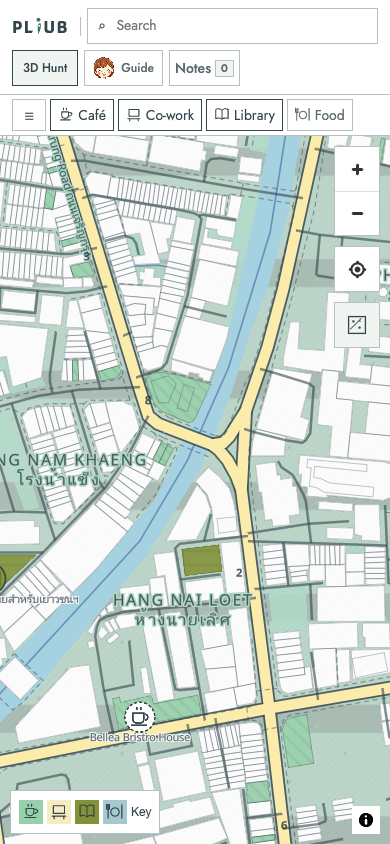 PLIUB
Search
3D Hunt
Guide
Notes 0
Café
Co-work
Library
Food
3
8
NG NAM KHAENG
โรงน้ำแข็ง
2
HANG NAI LOET
หางนายเลิศ
Bellea Bristro House
Key
6